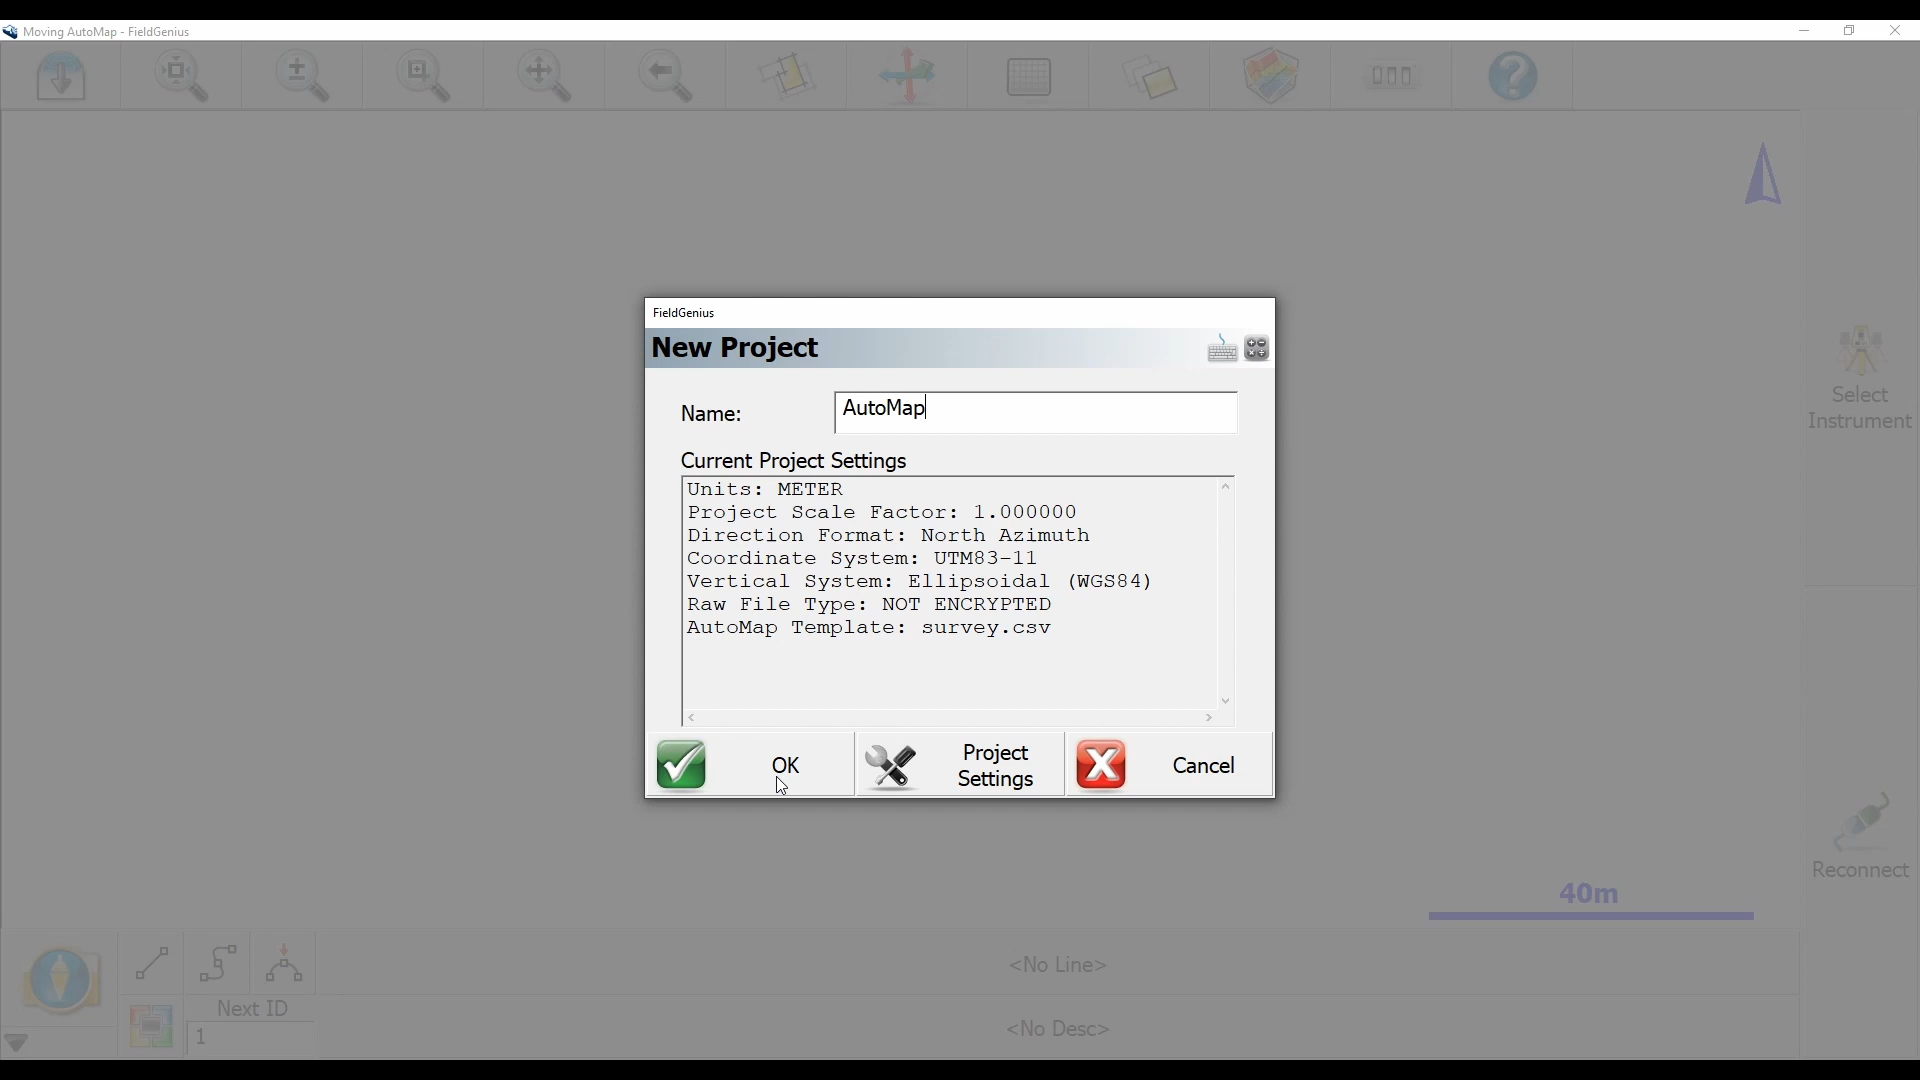 Moving AutoMap - FieldGenius
FieldGenius
New Project
Name:
AutoMap
Current Project Settings
Units: METER
Project Scale Factor: 1.000000
Direction Format: North Azimuth
Coordinate System: UTM83-11
Vertical System: Ellipsoidal (WGS84)
Raw File Type: NOT ENCRYPTED
AutoMap Template: survey.csv
OK
Project
Settings
Cancel
Select
Instrument
Reconnect
40m
<No Line>
Next ID
1
<No Desc>